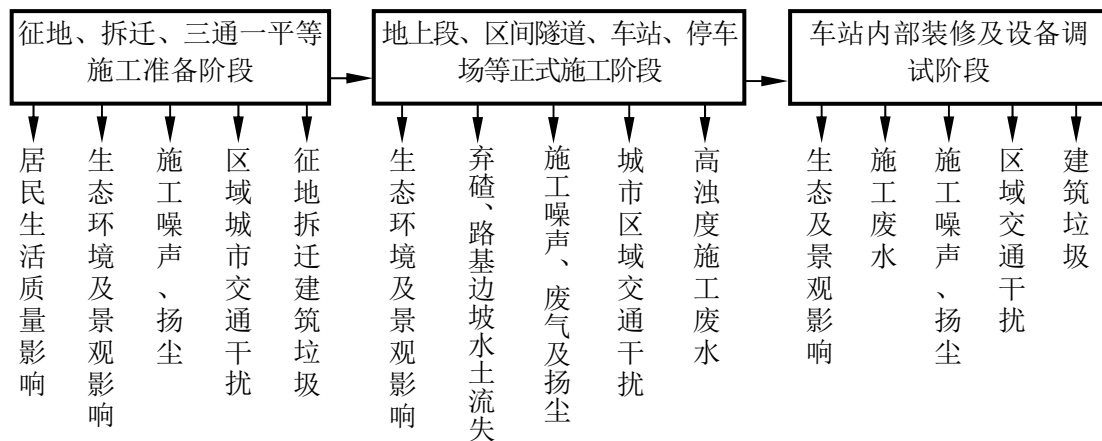 征地、拆迁、三通一平等
施工准备阶段
地上段、区间隧道、车站、停车
场等正式施工阶段
车站内部装修及设备调
试阶段
居民生活质量影响
生态环境及景观影响
施工噪声、扬尘
区域城市交通干扰
征地拆迁建筑垃圾
生态环境及景观影响
弃碴、路基边坡水土流失
施工噪声、废气及扬尘
城市区域交通干扰
高浊度施工废水
生态及景观影响
施工废水
施工噪声、扬尘
区域交通干扰
建筑垃圾